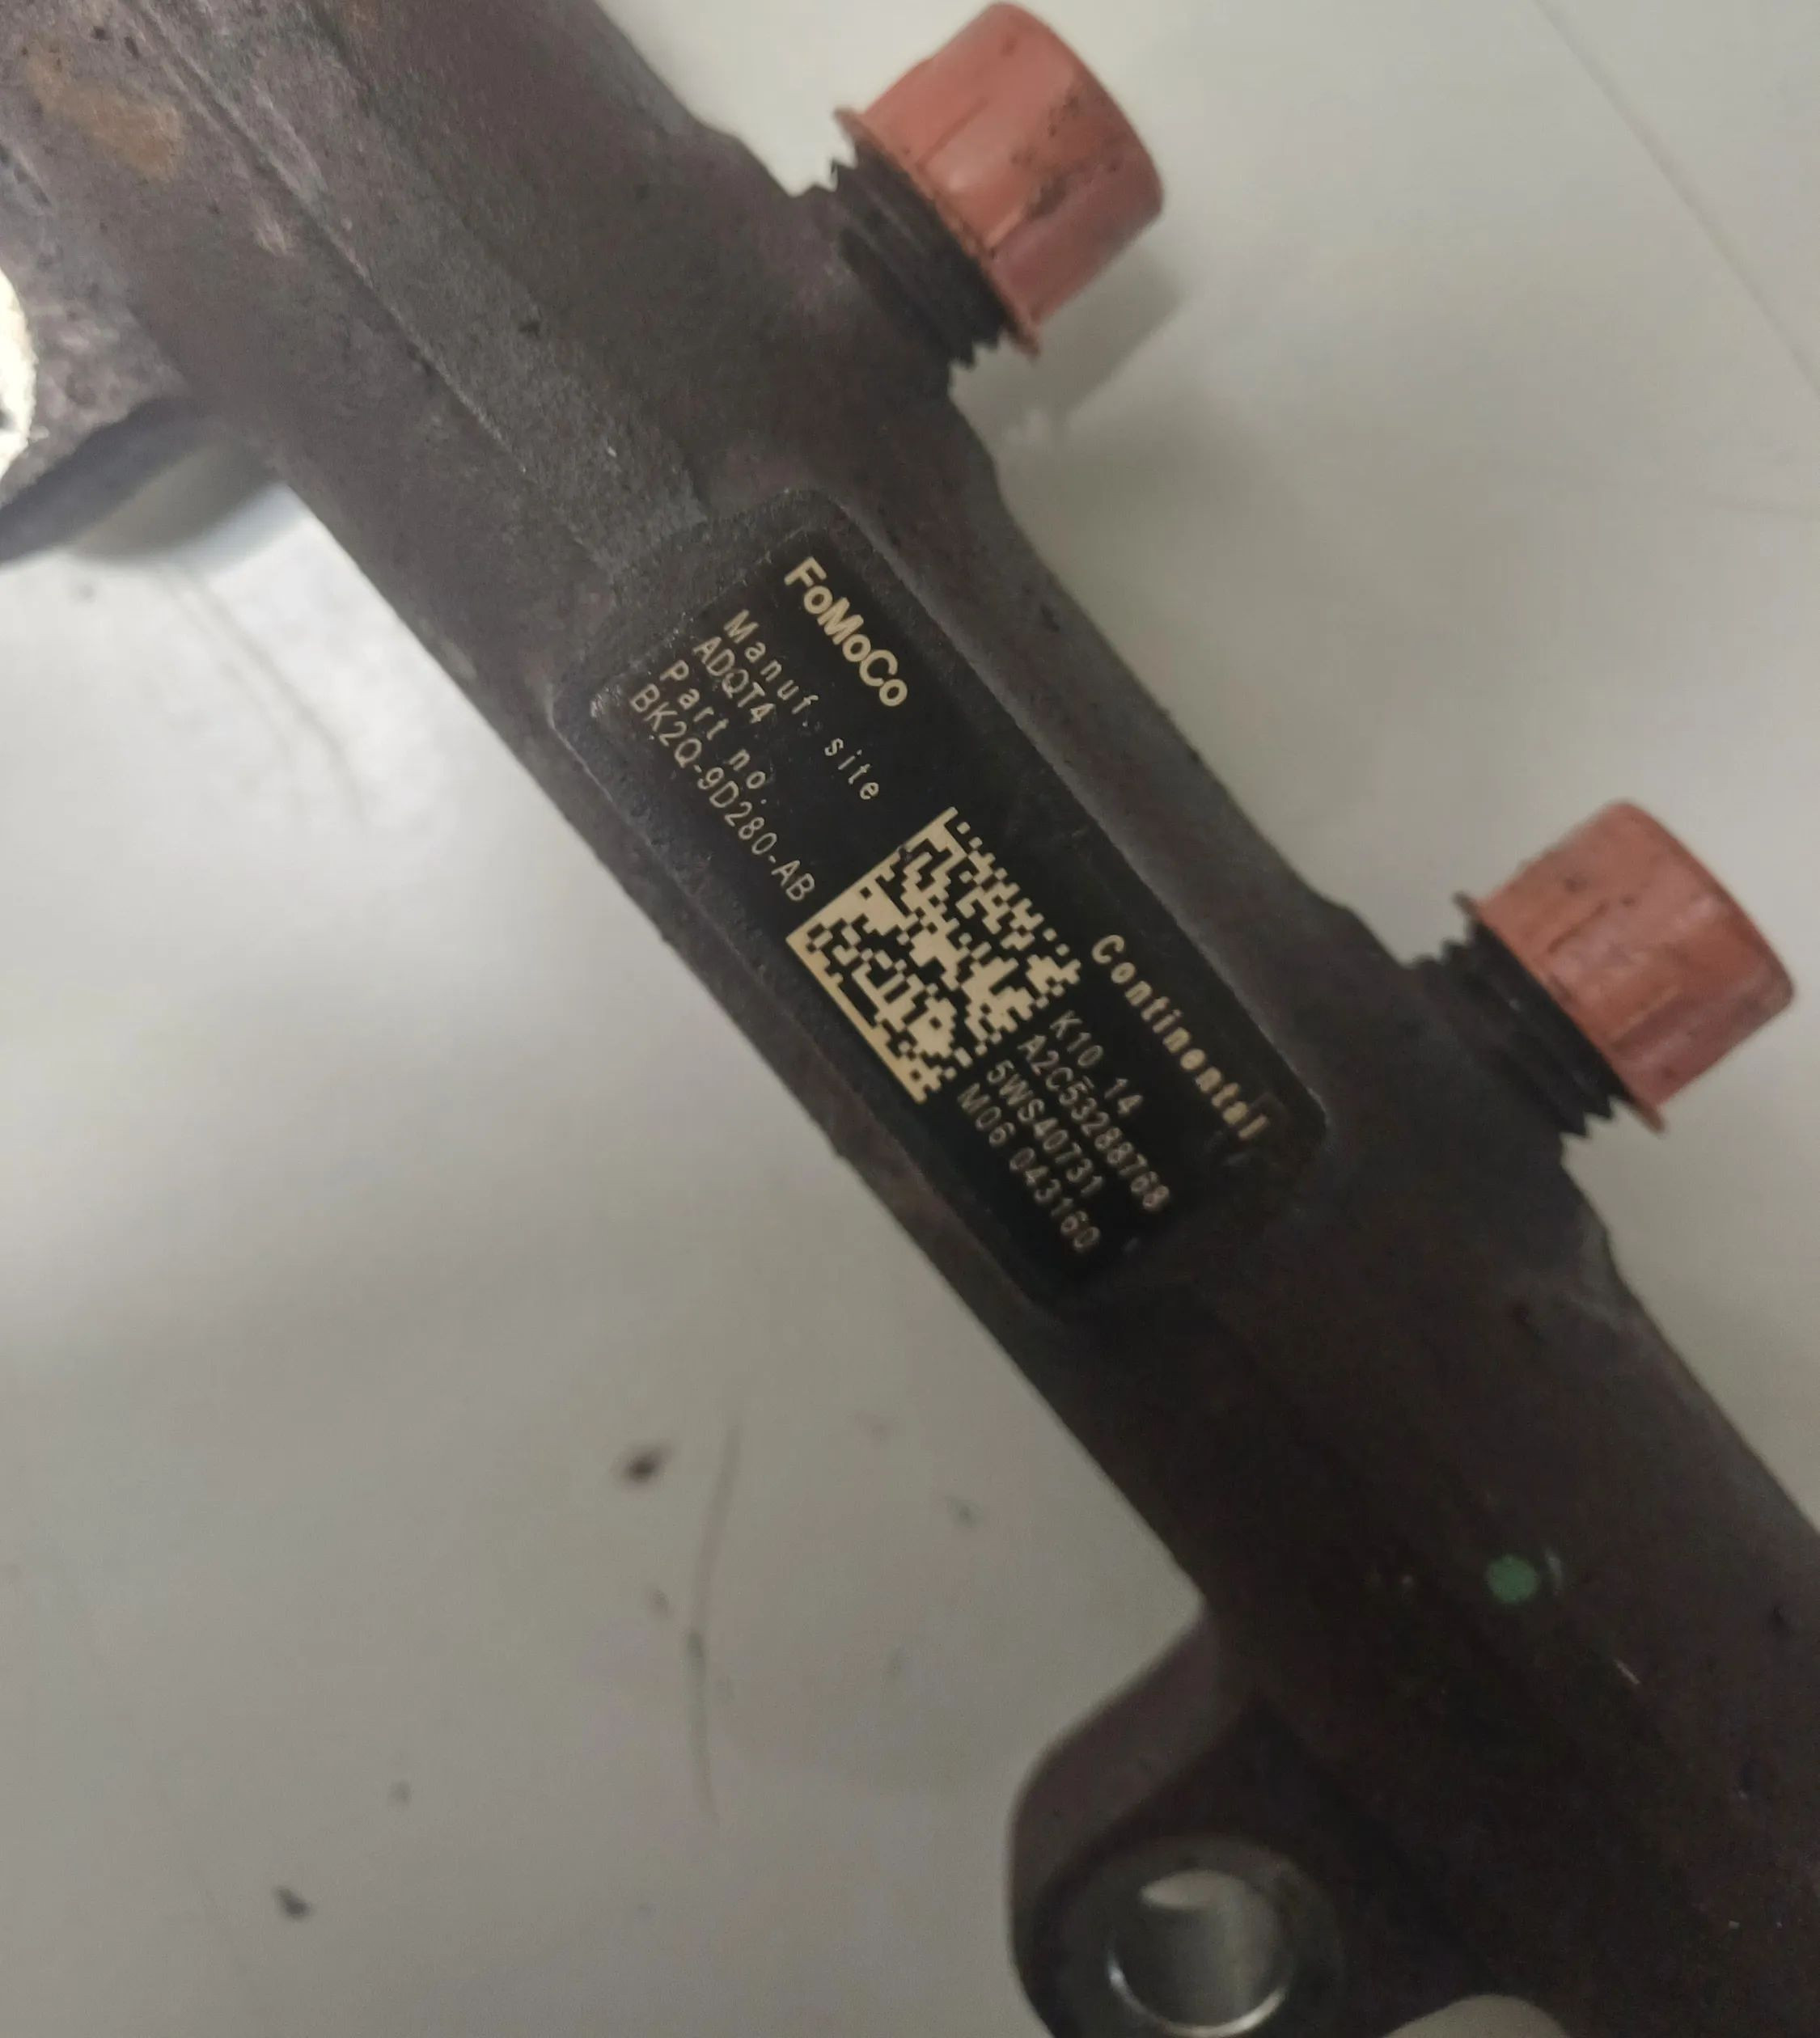 FoMoCo
Manuf. site
ADQT4
Part no.
BK2Q-9D280-AB
Continental
K10 14
A2C53288768
5WS40731
M06 043160